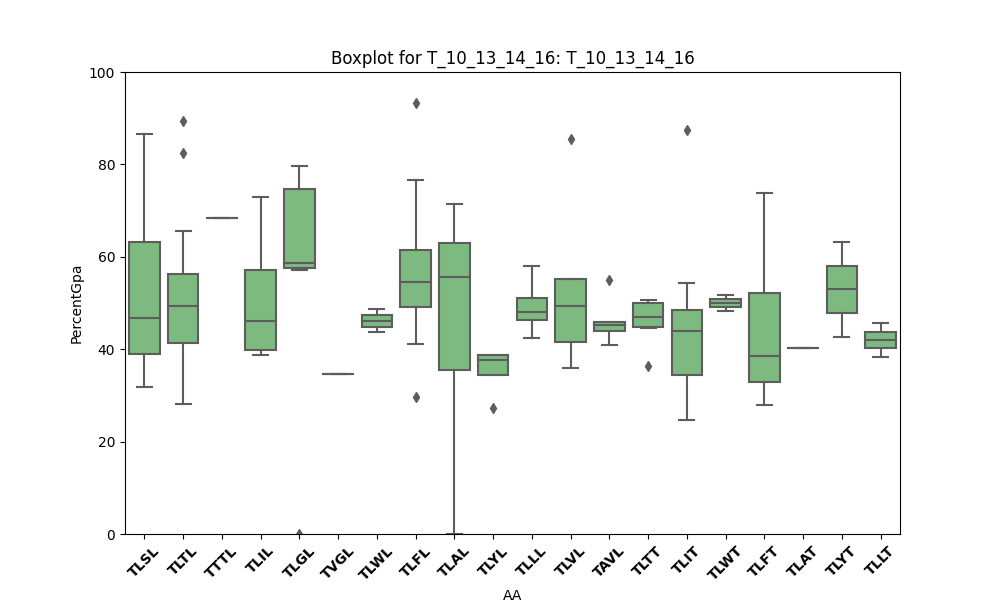 Boxplot for T_10_13_14_16: T_10_13_14_16
100
80
60
40
20
0
PercentGpa
TLSL TLTL TTTL TLIL TLGL TVGL TLWL TLFL TLAL TLYL TLLL TLVL TAVL TLTT TLIT TLWT TLFT TLAT TLYT TLLT
AA